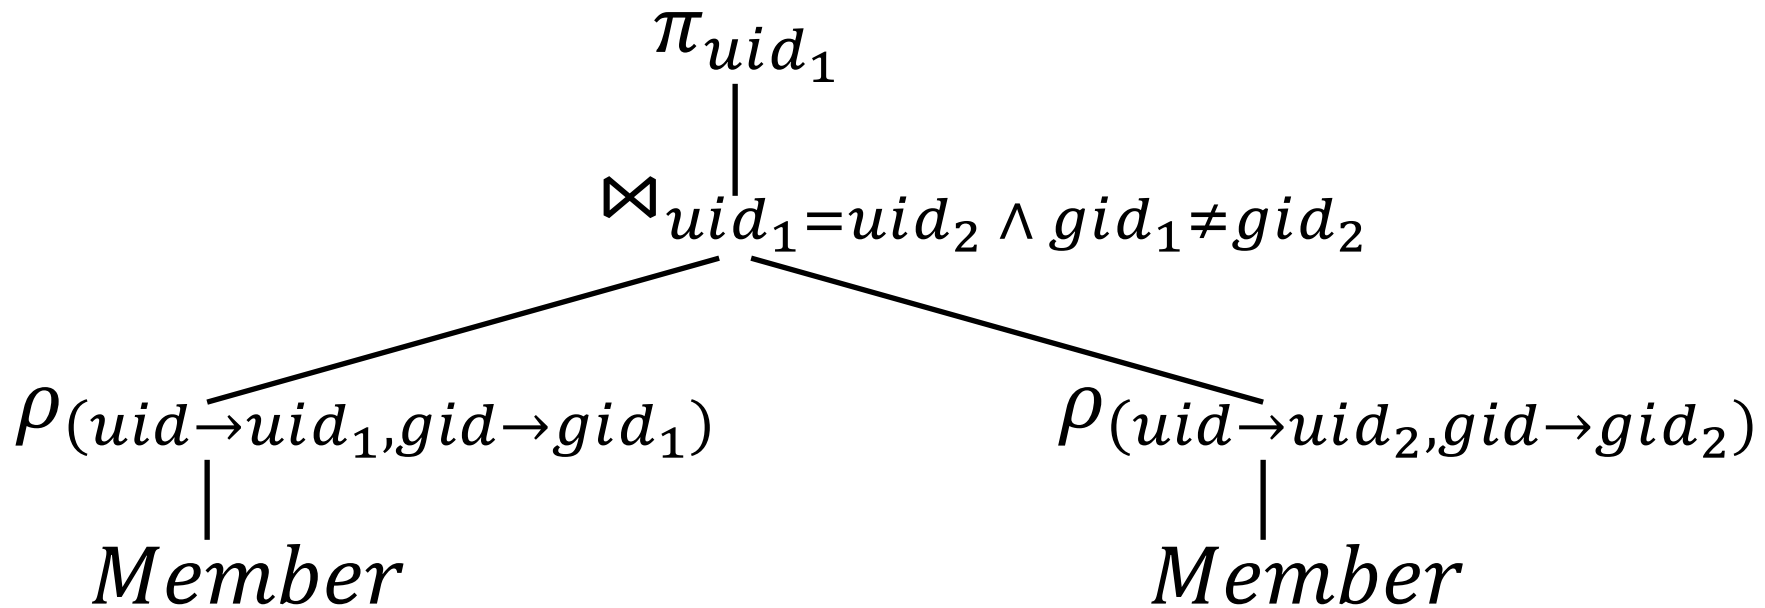 π_{uid_1}
⋈_{uid_1=uid_2 ∧ gid_1≠gid_2}
ρ_{(uid→uid_1,gid→gid_1)} ρ_{(uid→uid_2,gid→gid_2)}
Member Member